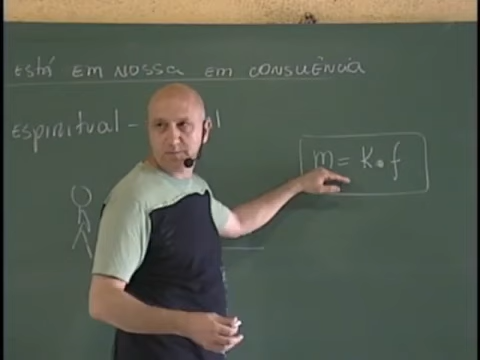 está em nossa em consciência
espiritual -
m = K.f